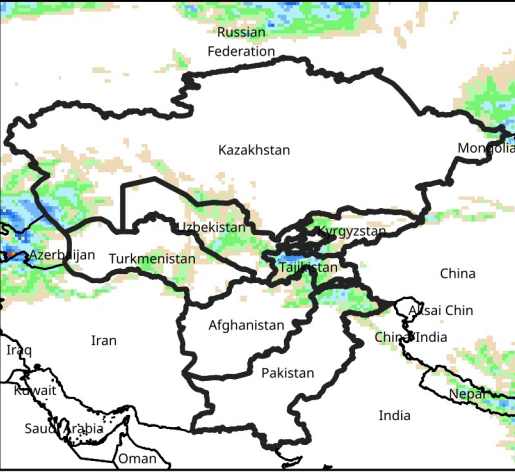 Russian
Federation
Kazakhstan
Mongolia
Uzbekistan
Kyrgyzstan
Azerbaijan
Turkmenistan
Tajikistan
China
Aksai Chin
Afghanistan
Iran
China/India
Iraq
Pakistan
Kuwait
Nepal
India
Saudi Arabia
Oman